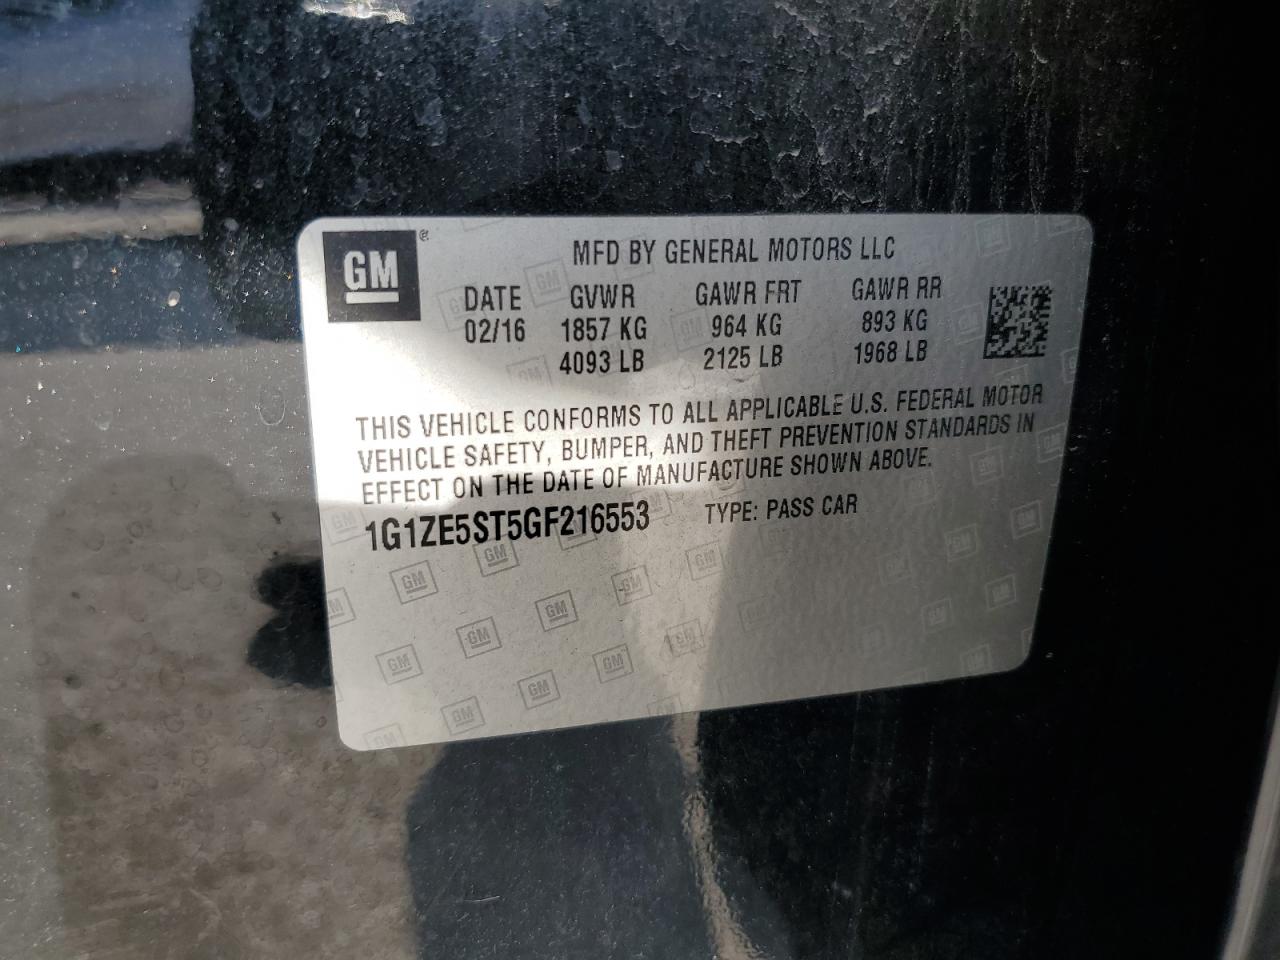 GM ®
MFD BY GENERAL MOTORS LLC
DATE GVWR GAWR FRT GAWR RR
02/16 1857 KG 964 KG 893 KG
4093 LB 2125 LB 1968 LB
THIS VEHICLE CONFORMS TO ALL APPLICABLE U.S. FEDERAL MOTOR
VEHICLE SAFETY, BUMPER, AND THEFT PREVENTION STANDARDS IN
EFFECT ON THE DATE OF MANUFACTURE SHOWN ABOVE.
1G1ZE5ST5GF216553 TYPE: PASS CAR